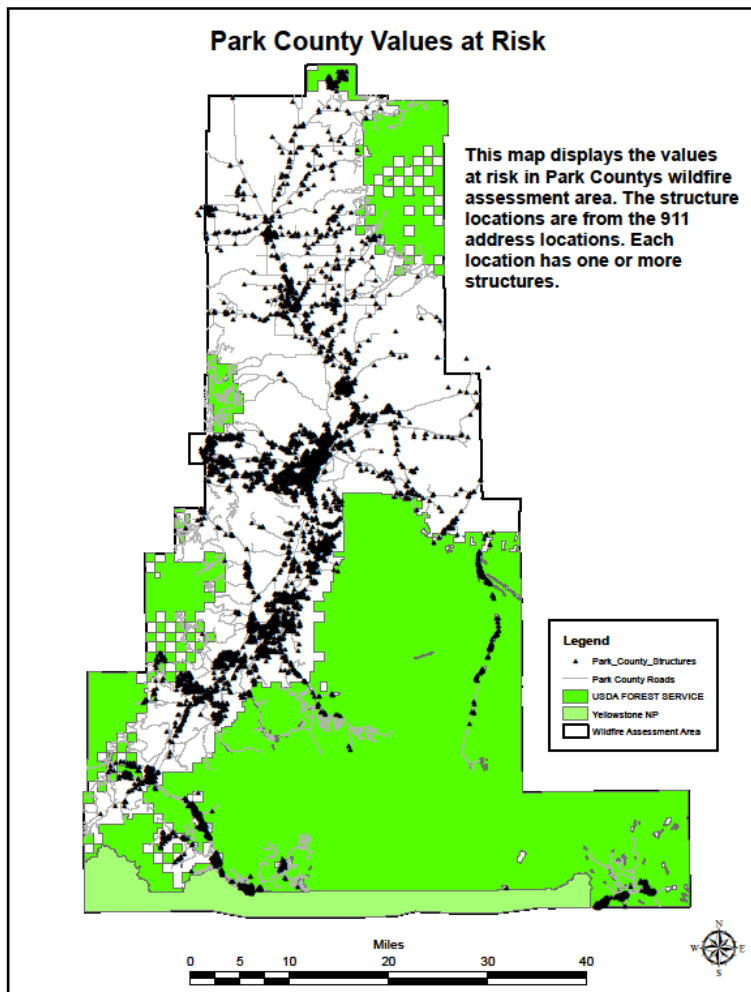 Park County Values at Risk
This map displays the values
at risk in Park Countys wildfire
assessment area. The structure
locations are from the 911
address locations. Each
location has one or more
structures.
Legend
Park_County_Structures
Park County Roads
USDA FOREST SERVICE
Yellowstone NP
Wildfire Assessment Area
Miles
0 5 10 20 30 40
N
W E
S